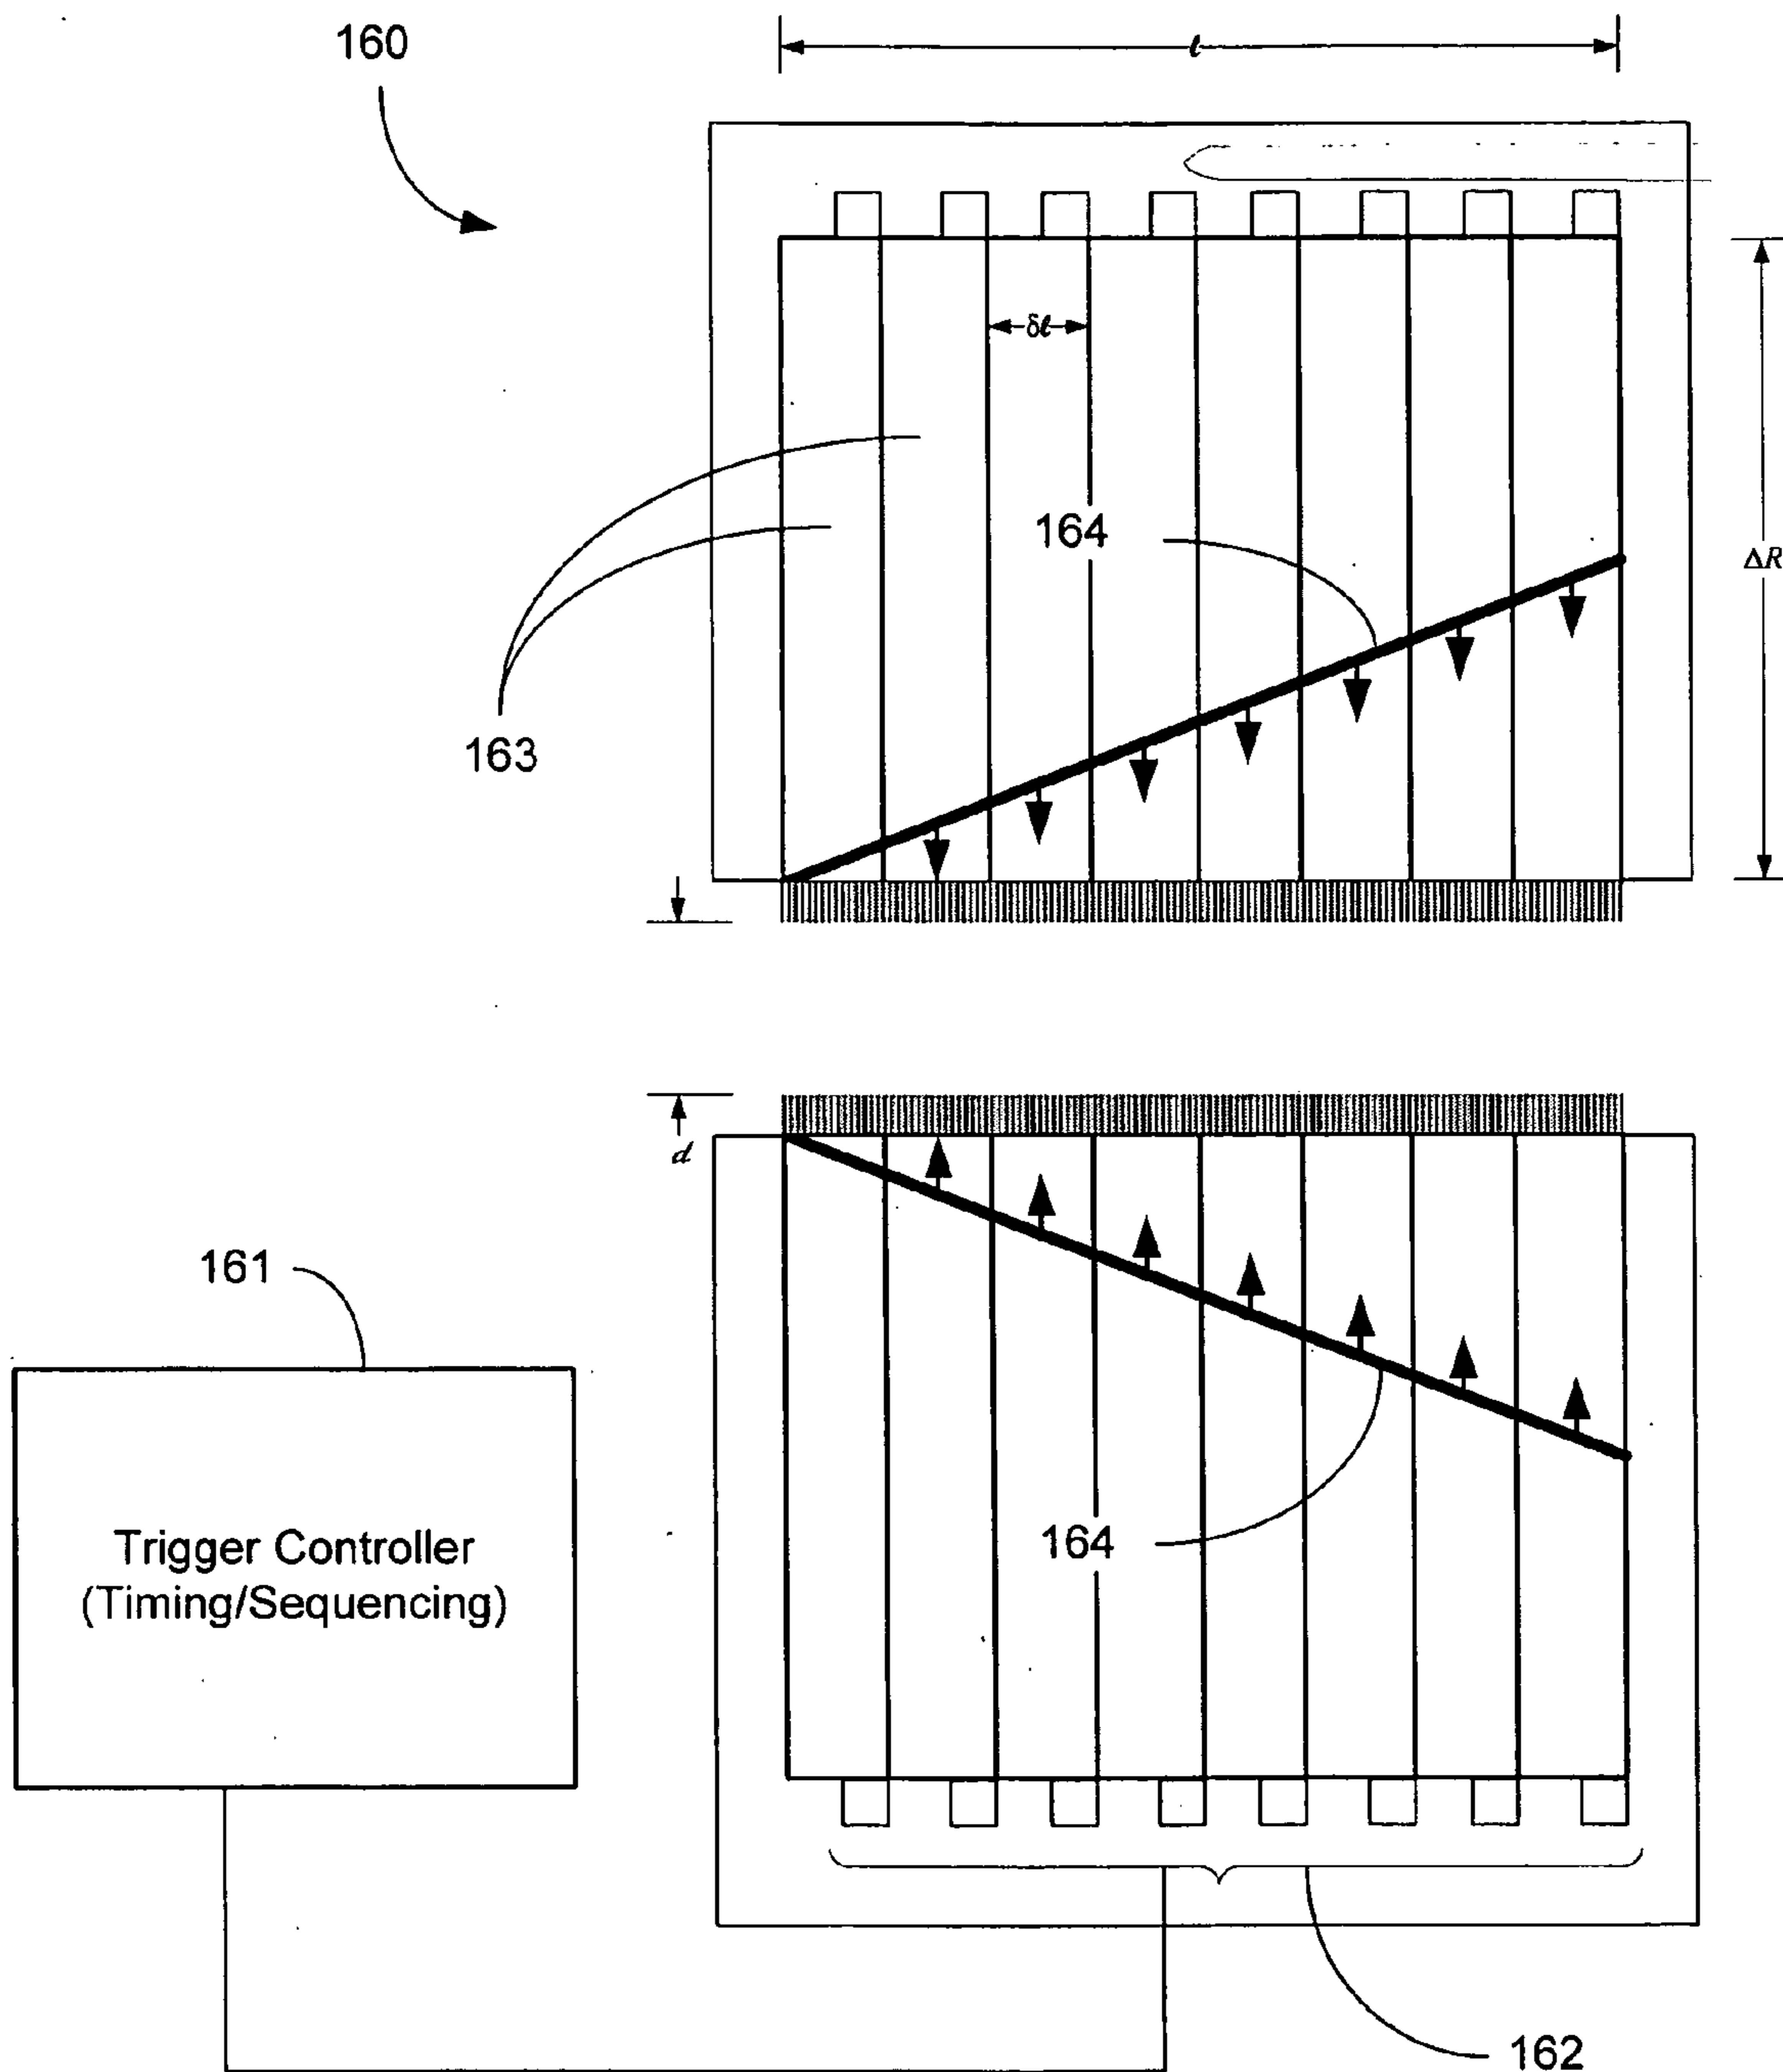 160
ℓ
δℓ
164
ΔR
163
d
161
Trigger Controller
(Timing/Sequencing)
164
162